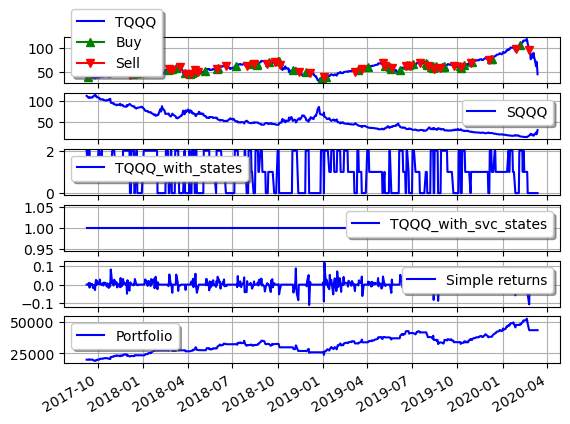 TQQQ
Buy
Sell
100
50
SQQQ
100
50
TQQQ_with_states
2
0
TQQQ_with_svc_states
1.05
1.00
0.95
Simple returns
0.1
0.0
−0.1
Portfolio
50000
25000
2017-10 2018-01 2018-04 2018-07 2018-10 2019-01 2019-04 2019-07 2019-10 2020-01 2020-04